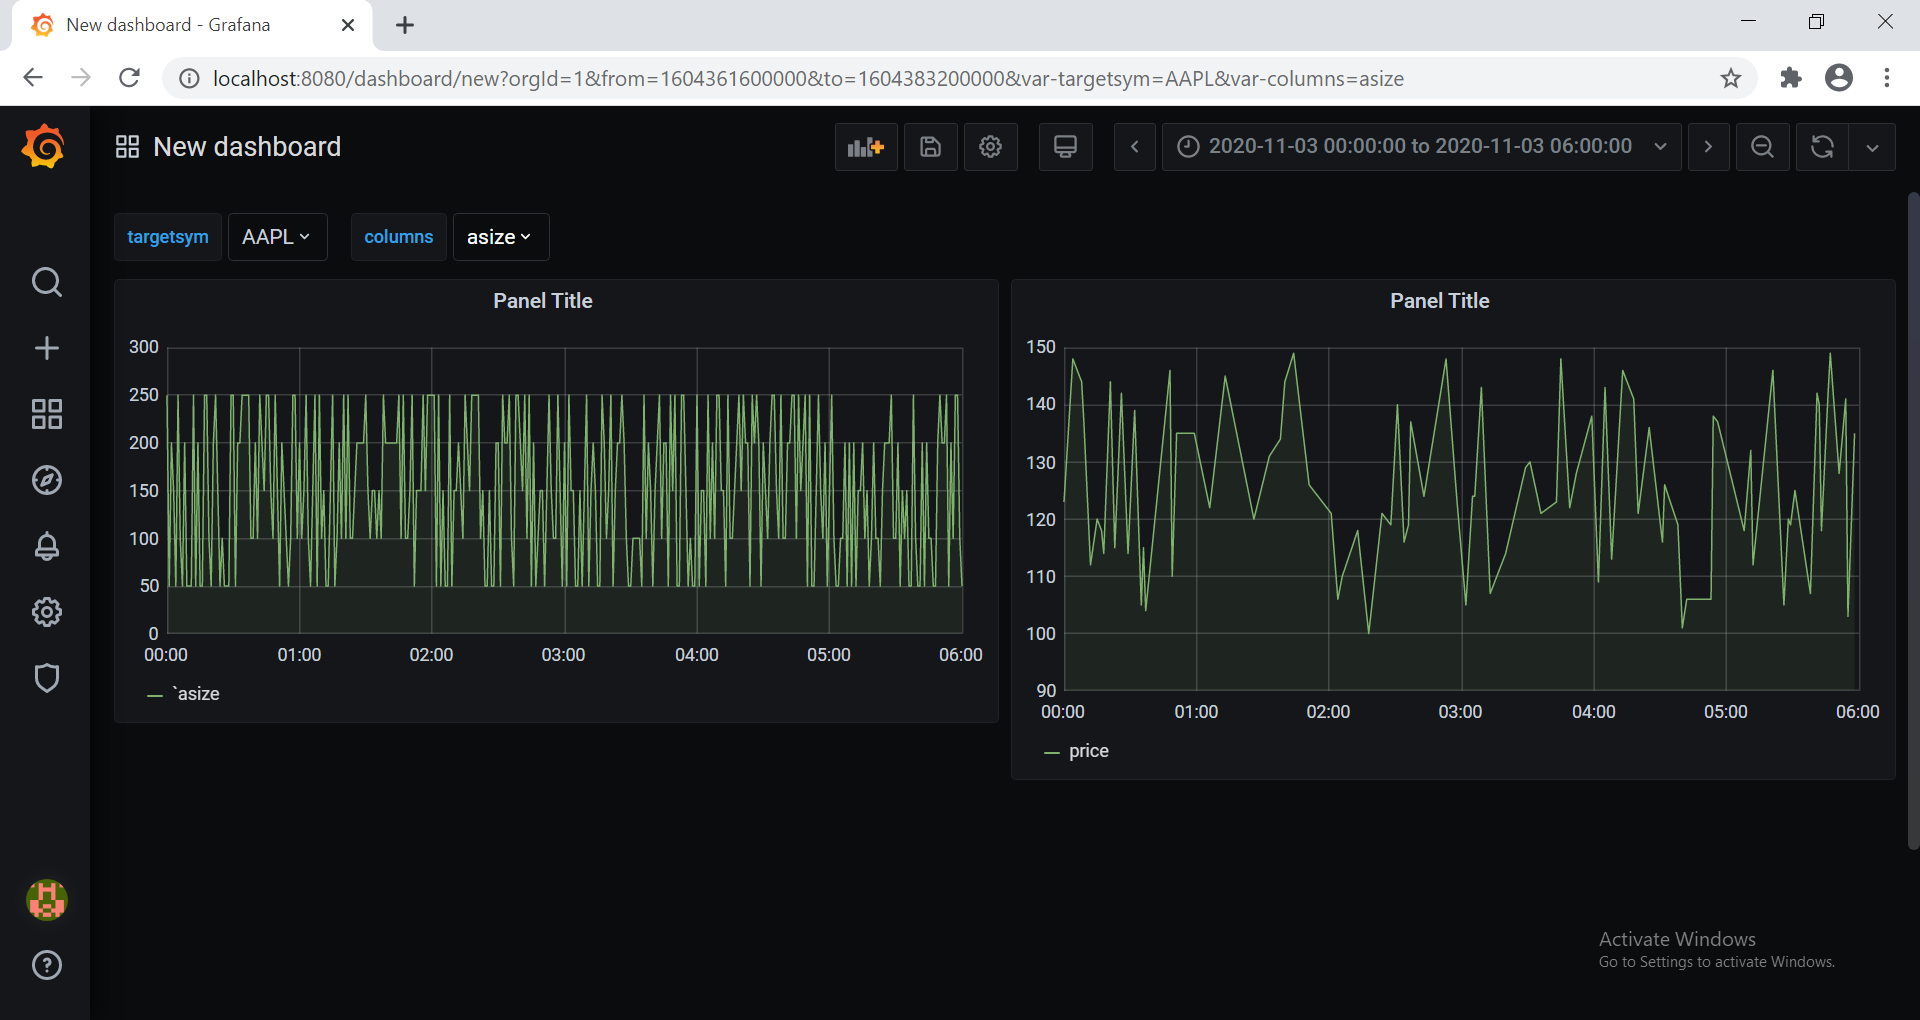 New dashboard - Grafana
localhost:8080/dashboard/new?orgId=1&from=1604361600000&to=1604383200000&var-targetsym=AAPL&var-columns=asize
New dashboard
2020-11-03 00:00:00 to 2020-11-03 06:00:00
targetsym AAPL columns asize
Panel Title
300
250
200
150
100
50
0
00:00 01:00 02:00 03:00 04:00 05:00 06:00
`asize
Panel Title
150
140
130
120
110
100
90
00:00 01:00 02:00 03:00 04:00 05:00 06:00
price
Activate Windows
Go to Settings to activate Windows.